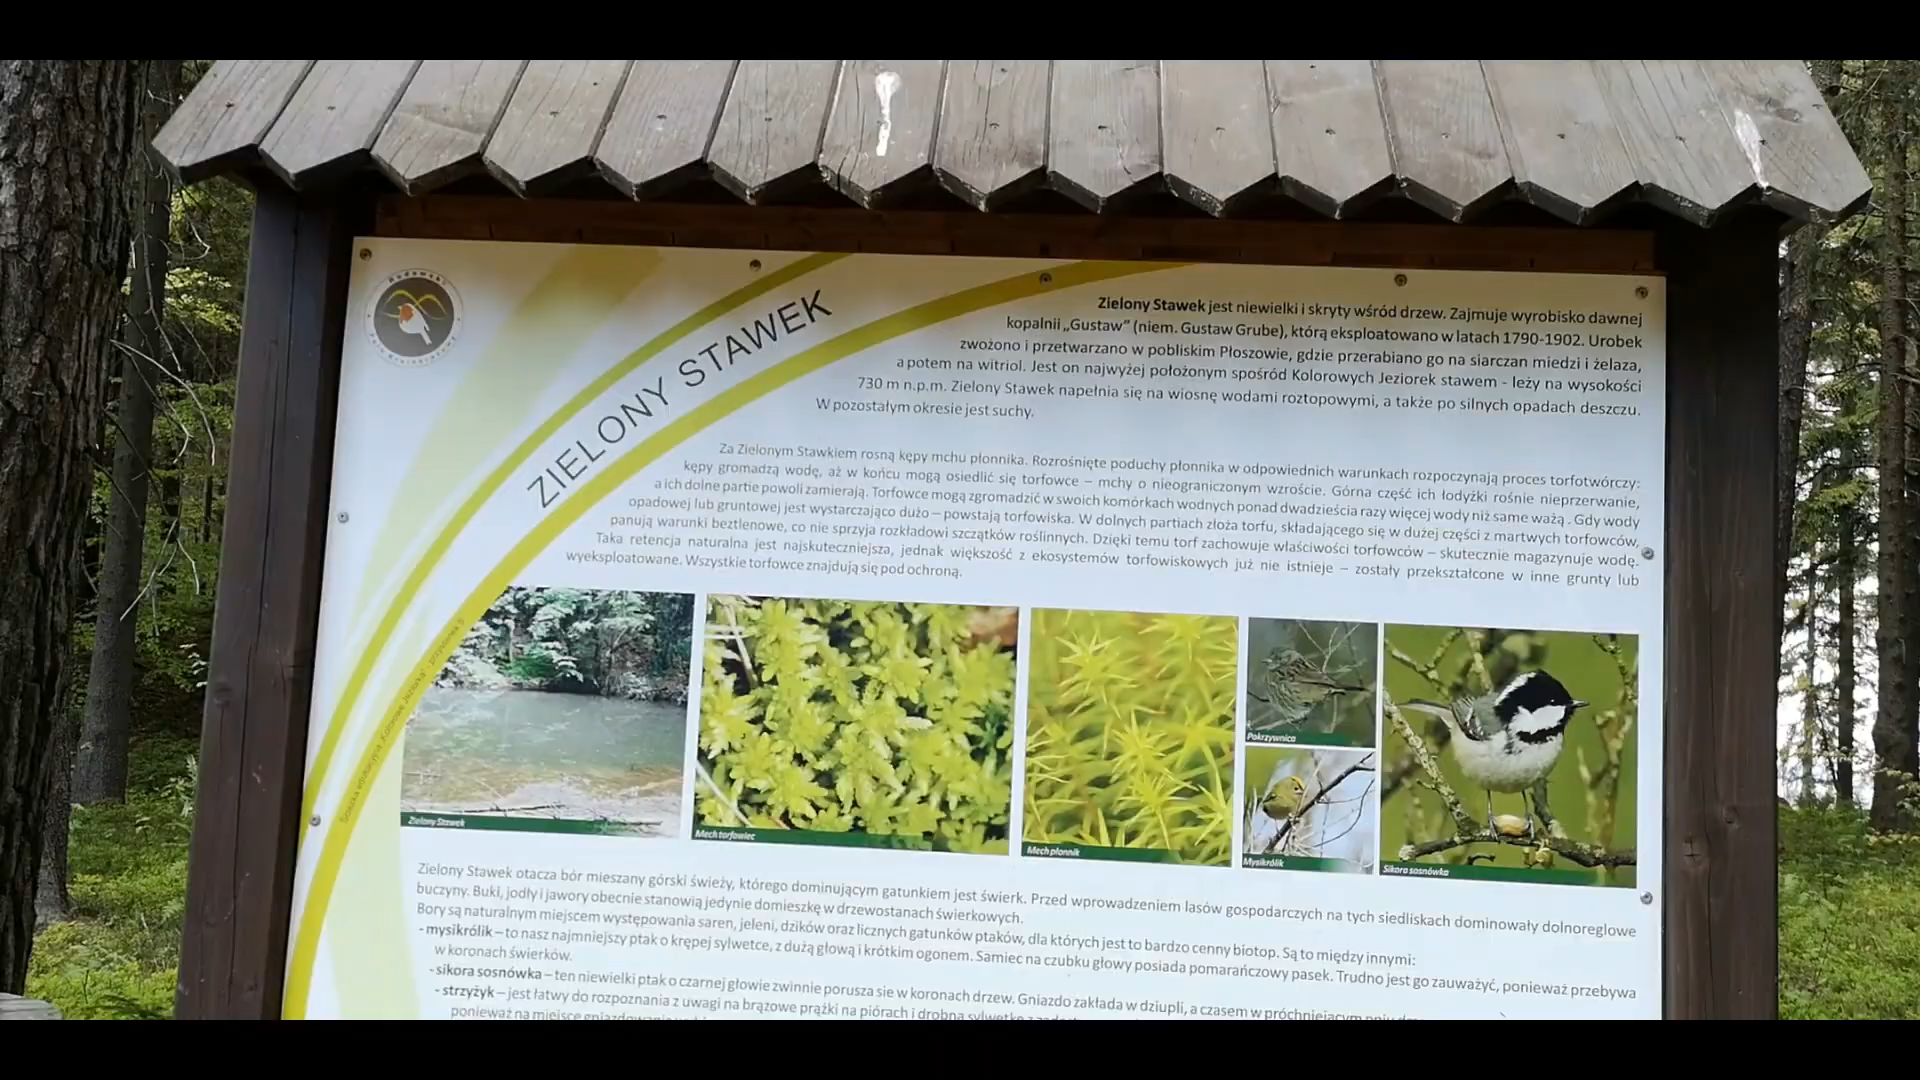 ZIELONY STAWEK
Zielony Stawek jest niewielki i skryty wśród drzew. Zajmuje wyrobisko dawnej
kopalnii „Gustaw” (niem. Gustaw Grube), którą eksploatowano w latach 1790-1902. Urobek
zwożono i przetwarzano w pobliskim Płoszowie, gdzie przerabiano go na siarczan miedzi i żelaza,
a potem na witriol. Jest on najwyżej położonym spośród Kolorowych Jeziorek stawem - leży na wysokości
730 m n.p.m. Zielony Stawek napełnia się na wiosnę wodami roztopowymi, a także po silnych opadach deszczu.
W pozostałym okresie jest suchy.
Za Zielonym Stawkiem rosną kępy mchu płonnika. Rozrośnięte poduchy płonnika w odpowiednich warunkach rozpoczynają proces torfotwórczy:
kępy gromadzą wodę, aż w końcu mogą osiedlić się torfowce – mchy o nieograniczonym wzroście. Górna część ich łodyżki rośnie nieprzerwanie,
a ich dolne partie powoli zamierają. Torfowce mogą zgromadzić w swoich komórkach wodnych ponad dwadzieścia razy więcej wody niż same ważą. Gdy wody
opadowej lub gruntowej jest wystarczająco dużo – powstają torfowiska. W dolnych partiach złoża torfu, składającego się w dużej części z martwych torfowców,
panują warunki beztlenowe, co nie sprzyja rozkładowi szczątków roślinnych. Dzięki temu torf zachowuje właściwości torfowców – skutecznie magazynuje wodę.
Taka retencja naturalna jest najskuteczniejsza, jednak większość z ekosystemów torfowiskowych już nie istnieje – zostały przekształcone w inne grunty lub
wyeksploatowane. Wszystkie torfowce znajdują się pod ochroną.
Zielony Stawek
Mech torfowiec
Mech płonnik
Pokrzywnica
Mysikrólik
Sikora sosnówka
Zielony Stawek otacza bór mieszany górski świeży, którego dominującym gatunkiem jest świerk. Przed wprowadzeniem lasów gospodarczych na tych siedliskach dominowały dolnoreglowe
buczyny. Buki, jodły i jawory obecnie stanowią jedynie domieszkę w drzewostanach świerkowych.
Bory są naturalnym miejscem występowania saren, jeleni, dzików oraz licznych gatunków ptaków, dla których jest to bardzo cenny biotop. Są to między innymi:
- mysikrólik – to nasz najmniejszy ptak o krępej sylwetce, z dużą głową i krótkim ogonem. Samiec na czubku głowy posiada pomarańczowy pasek. Trudno jest go zauważyć, ponieważ przebywa
w koronach świerków.
- sikora sosnówka – ten niewielki ptak o czarnej głowie zwinnie porusza sie w koronach drzew. Gniazdo zakłada w dziupli, a czasem w próchniejącym pniu
- strzyżyk – jest łatwy do rozpoznania z uwagi na brązowe prążki na piórach i drobną sylwetkę z
ponieważ na miejsce gniazdowania